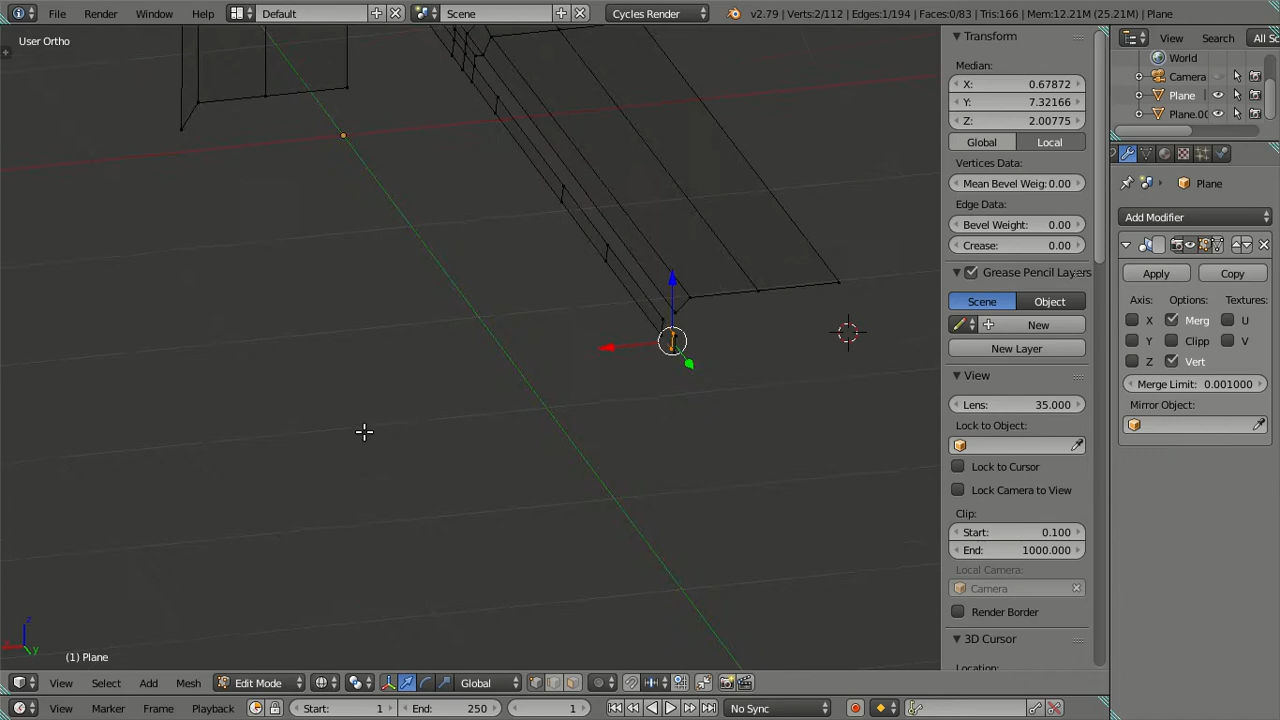 File Render Window Help Default Scene Cycles Render v2.79 | Verts:2/112 | Edges:1/194 | Faces:0/83 | Tris:166 | Mem:12.21M (25.21M) | Plane
User Ortho
Transform
Median:
X: 0.67872
Y: 7.32166
Z: 2.00775
Global Local
Vertices Data:
Mean Bevel Weig: 0.00
Edge Data:
Bevel Weight: 0.00
Crease: 0.00
Grease Pencil Layers
Scene Object
New
New Layer
View
Lens: 35.000
Lock to Object:
Lock to Cursor
Lock Camera to View
Clip:
Start: 0.100
End: 1000.000
Local Camera:
Camera
Render Border
3D Cursor
Location:
View Search All Sc
World
Camera
Plane
Plane.00
Plane
Add Modifier
Apply Copy
Axis: Options: Textures:
X Merg U
Y Clipp V
Z Vert
Merge Limit: 0.001000
Mirror Object:
z
y
(1) Plane
View Select Add Mesh Edit Mode Global
View Marker Frame Playback Start: 1 End: 250 1 No Sync